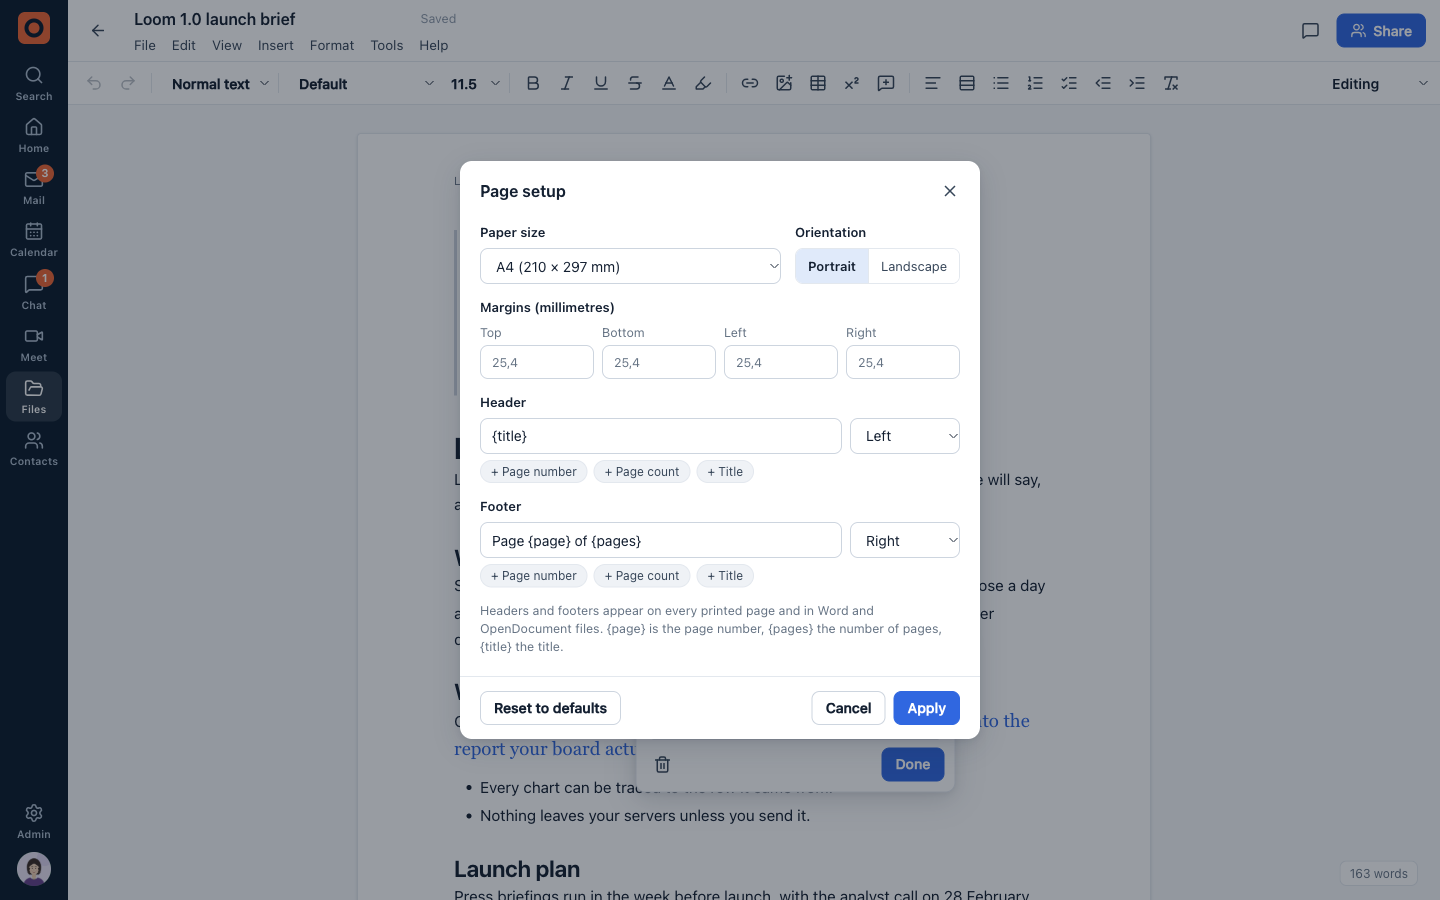 Loom 1.0 launch brief
Saved
File Edit View Insert Format Tools Help
Share
Normal text
Default
11.5
Editing
Search
Home
3
Mail
Calendar
1
Chat
Meet
Files
Contacts
Admin
Page setup
Paper size
Orientation
A4 (210 × 297 mm)
Portrait
Landscape
Margins (millimetres)
Top Bottom Left Right
25,4 25,4 25,4 25,4
Header
{title}
Left
+ Page number + Page count + Title
Footer
Page {page} of {pages}
Right
+ Page number + Page count + Title
Headers and footers appear on every printed page and in Word and
OpenDocument files. {page} is the page number, {pages} the number of pages,
{title} the title.
Reset to defaults
Cancel
Apply
will say,
a day
the
report your board
Done
Every chart can be
Nothing leaves your servers unless you send it.
Launch plan
Press briefings run in the week before launch, with the analyst call on 28 February.
163 words